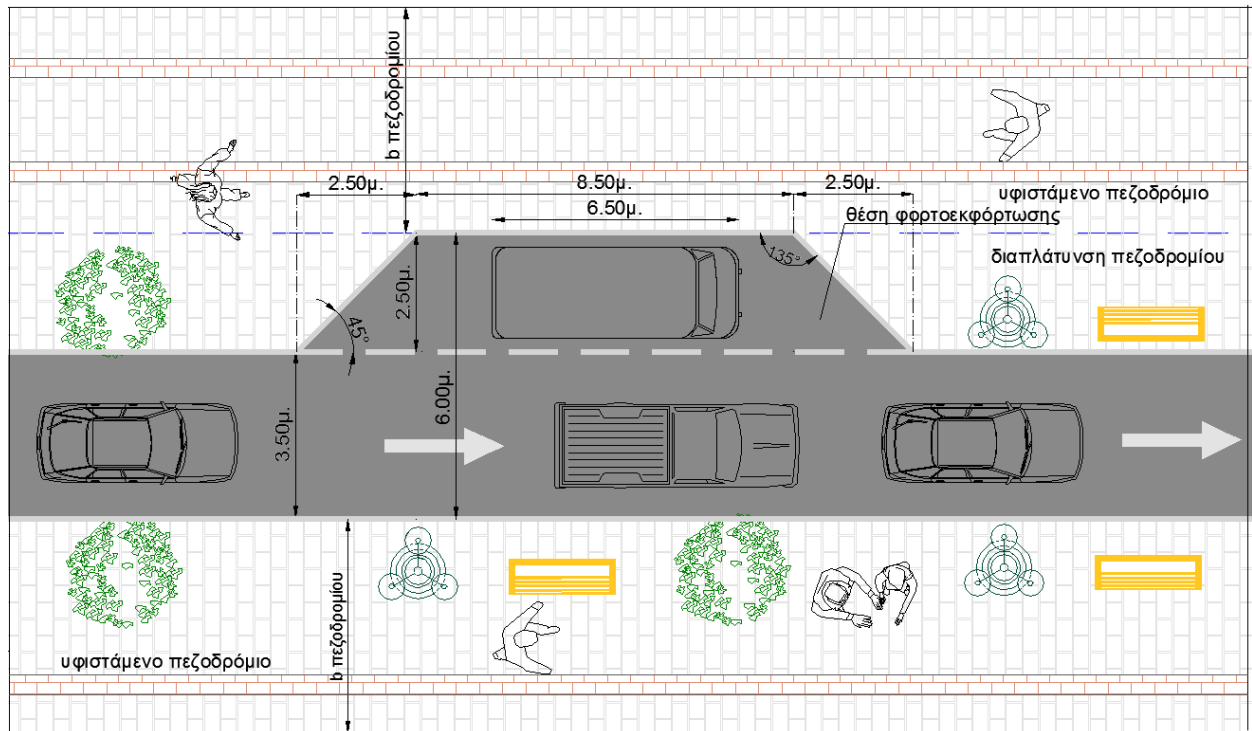 b πεζοδρομίου
2.50μ.
8.50μ.
2.50μ.
6.50μ.
υφιστάμενο πεζοδρόμιο
θέση φορτοεκφόρτωσης
διαπλάτυνση πεζοδρομίου
135°
45°
2.50μ.
6.00μ.
3.50μ.
υφιστάμενο πεζοδρόμιο
b πεζοδρομίου